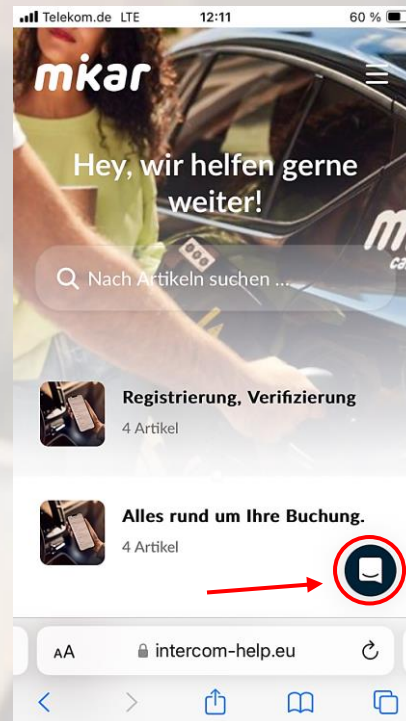 Telekom.de LTE 12:11 60 %
mikar
Hey, wir helfen gerne
weiter!
Nach Artikeln suchen ...
Registrierung, Verifizierung
4 Artikel
Alles rund um Ihre Buchung.
4 Artikel
AA intercom-help.eu